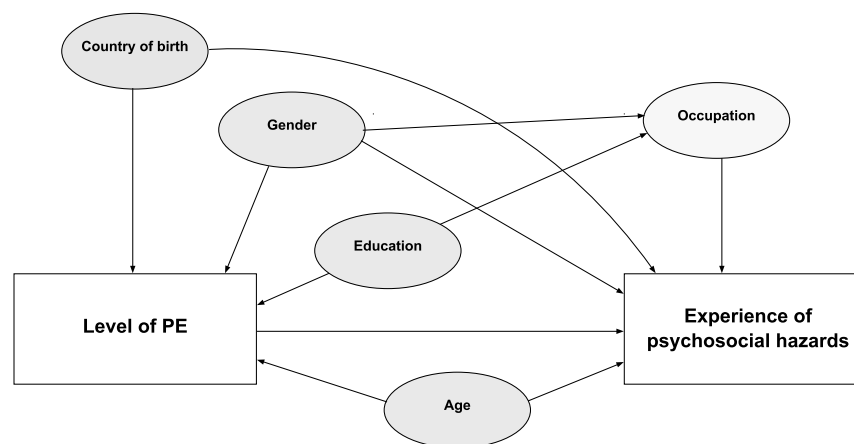 Country of birth
Gender
Occupation
Education
Level of PE
Experience of
psychosocial hazards
Age